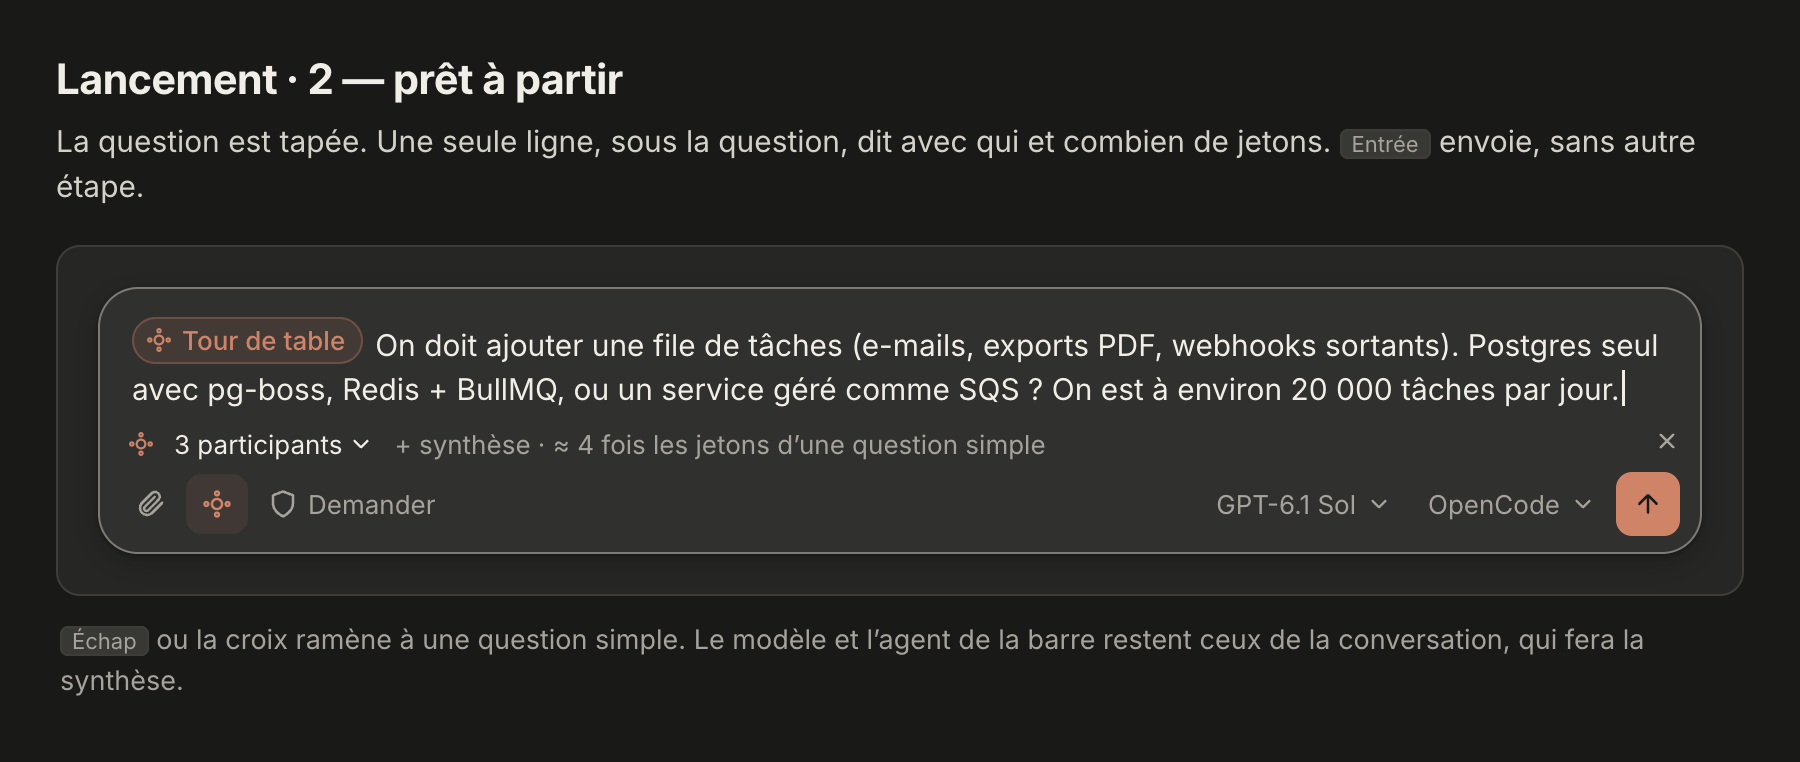 Lancement · 2 — prêt à partir
La question est tapée. Une seule ligne, sous la question, dit avec qui et combien de jetons. Entrée envoie, sans autre
étape.
Tour de table On doit ajouter une file de tâches (e-mails, exports PDF, webhooks sortants). Postgres seul
avec pg-boss, Redis + BullMQ, ou un service géré comme SQS ? On est à environ 20 000 tâches par jour.
3 participants + synthèse · ≈ 4 fois les jetons d’une question simple
Demander GPT-6.1 Sol OpenCode
Échap ou la croix ramène à une question simple. Le modèle et l’agent de la barre restent ceux de la conversation, qui fera la
synthèse.